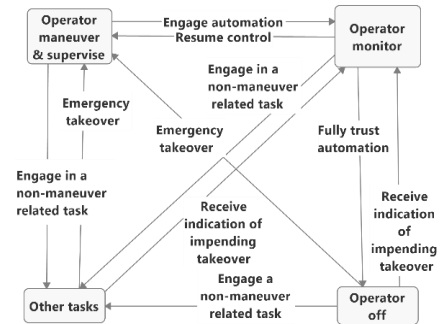 Operator
maneuver
& supervise
Engage automation
Resume control
Operator
monitor
Engage in a
non-maneuver
related task
Emergency
takeover
Emergency
takeover
Fully trust
automation
Engage in a
non-maneuver
related task
Receive
indication of
impending
takeover
Receive
indication
of
impending
takeover
Engage a
non-maneuver
related task
Other tasks
Operator
off